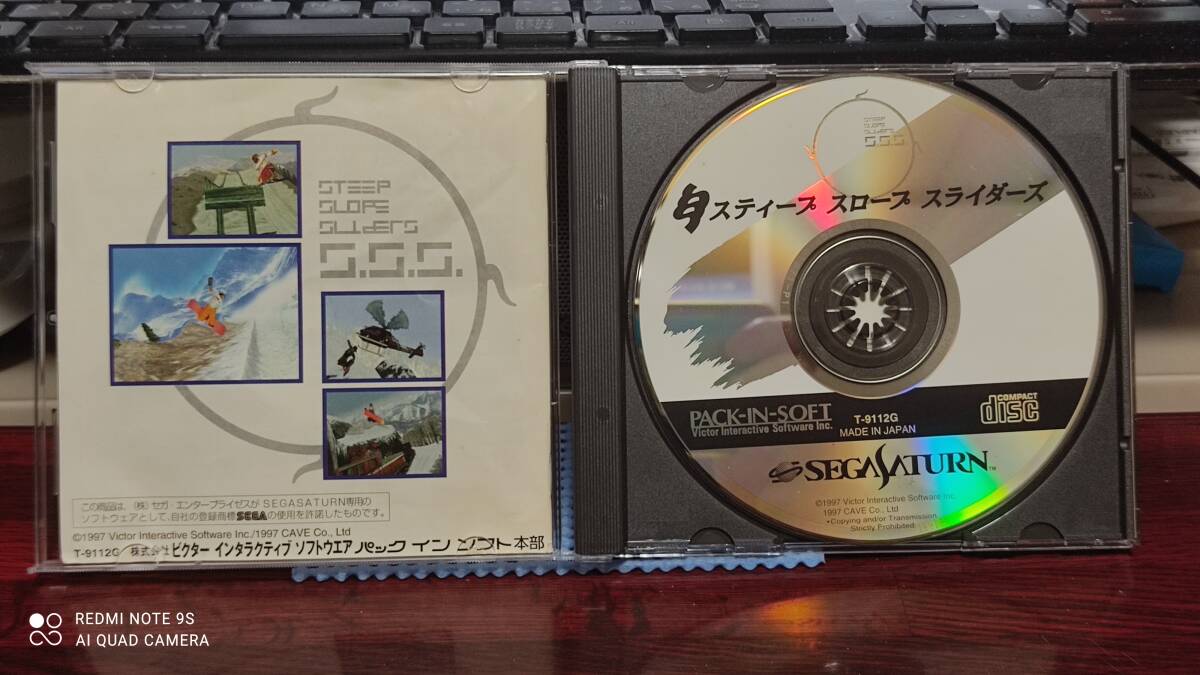 STEEP
SLOPE
SLIDERS
S.S.S.
この商品は、(株)セガ・エンタープライゼスがSEGASATURN専用の
ソフトウェアとして、自社の登録商標SEGAの使用を許諾したものです。
©1997 Victor Interactive Software Inc./1997 CAVE Co., Ltd
T-9112G/株式会社ビクター インタラクティブ ソフトウエア パック イン ソフト本部
STEEP
SLOPE
SLIDERS
S.S.S.
スティープ スロープ スライダーズ
PACK-IN-SOFT
Victor Interactive Software Inc.
T-9112G
MADE IN JAPAN
COMPACT
disc
SEGA SATURN™
©1997 Victor Interactive Software Inc.
1997 CAVE Co., Ltd
•Copying and/or Transmission
Strictly Prohibited.
REDMI NOTE 9S
AI QUAD CAMERA